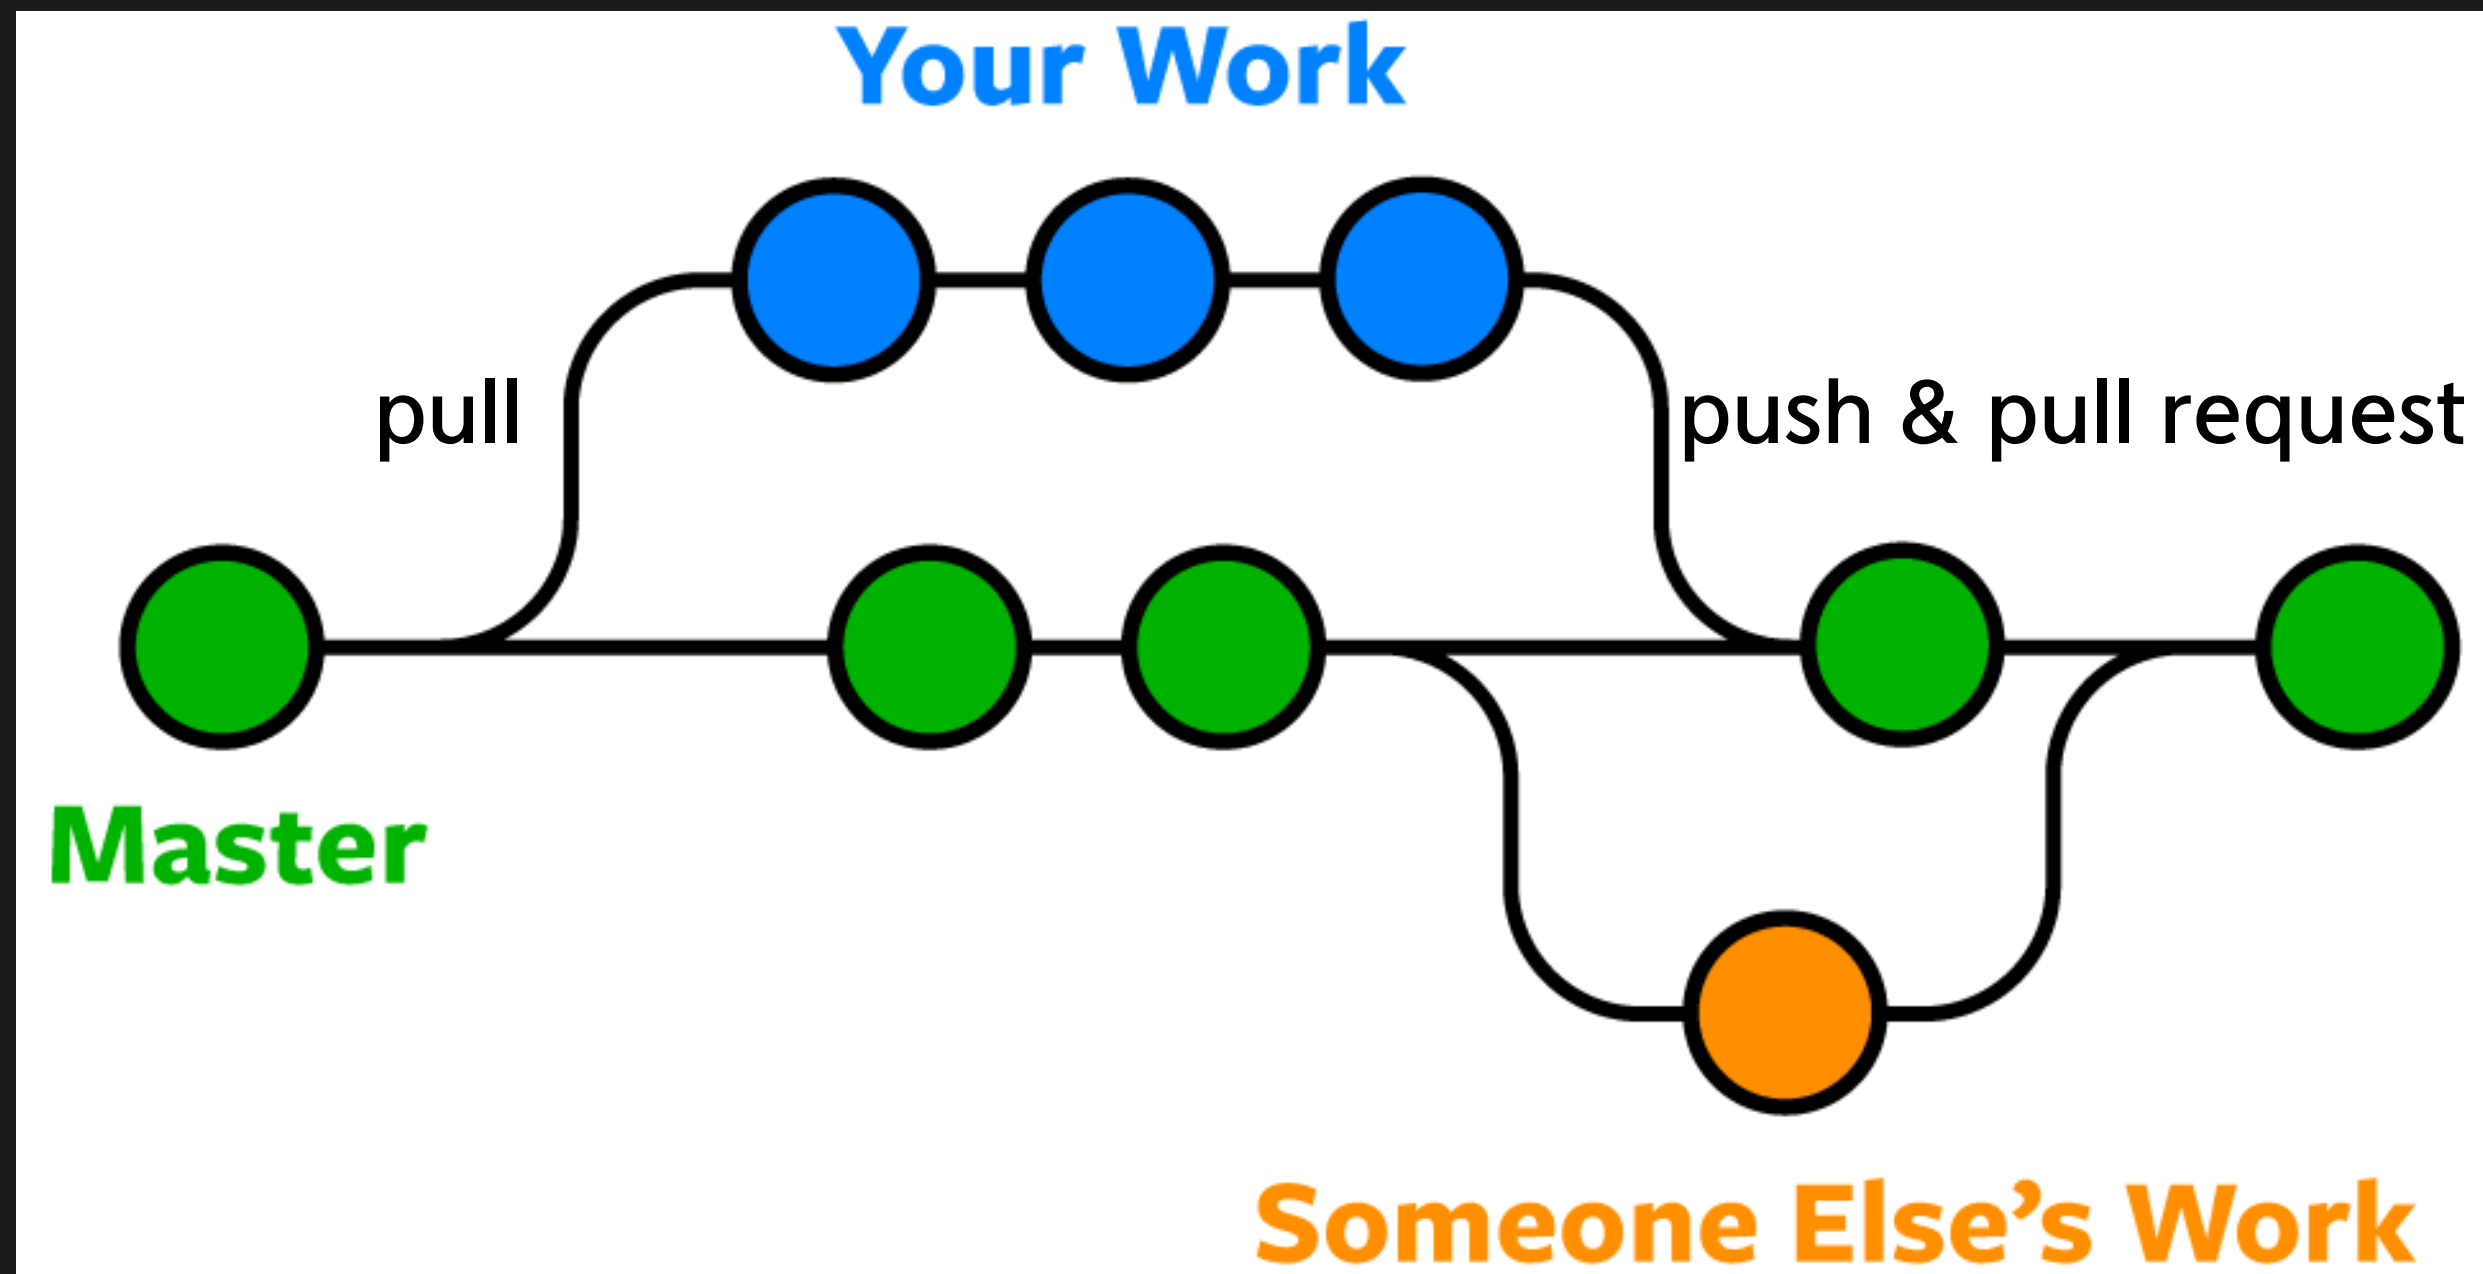 Your Work
pull
push & pull request
Master
Someone Else’s Work